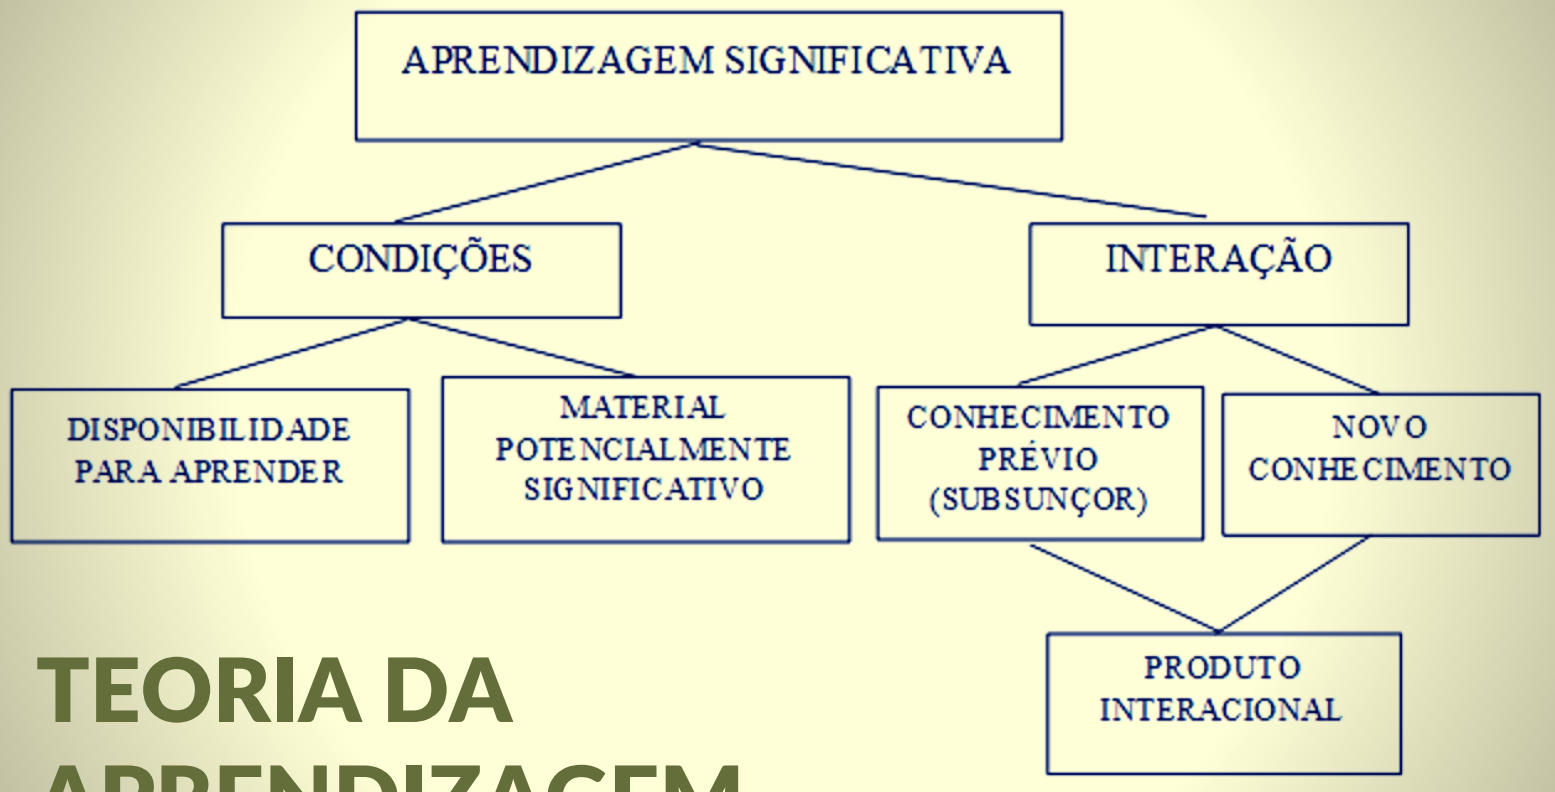 APRENDIZAGEM SIGNIFICATIVA
CONDIÇÕES
INTERAÇÃO
DISPONIBILIDADE
PARA APRENDER
MATERIAL
POTENCIALMENTE
SIGNIFICATIVO
CONHECIMENTO
PRÉVIO
(SUBSUNÇOR)
NOVO
CONHECIMENTO
PRODUTO
INTERACIONAL
TEORIA DA
APRENDIZAGEM